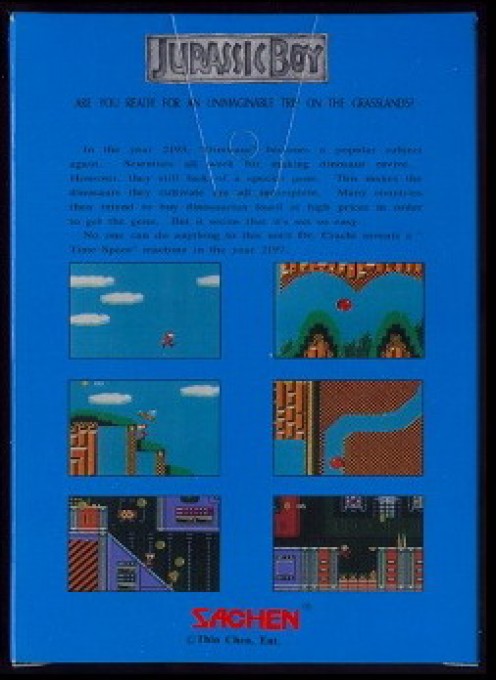 JURASSIC BOY
ARE YOU READY FOR AN UNIMAGINABLE TRIP ON THE GRASSLANDS?
In the year 2193, "Dinosaur" becomes a popular subject
again. Scientists all work for making dinosaur revive.
However, they still lack of a special gene. This makes the
dinosaurs they cultivate are all incomplete. Many countries
then intend to buy dinosaurian fossil at high prices in order
to get the gene. But it seems that it's not so easy.
No one can do anything to this until Dr. Crachi invents a
"Time-Space" machine in the year 2197.
SACHEN
©Thin Chen, Ent.